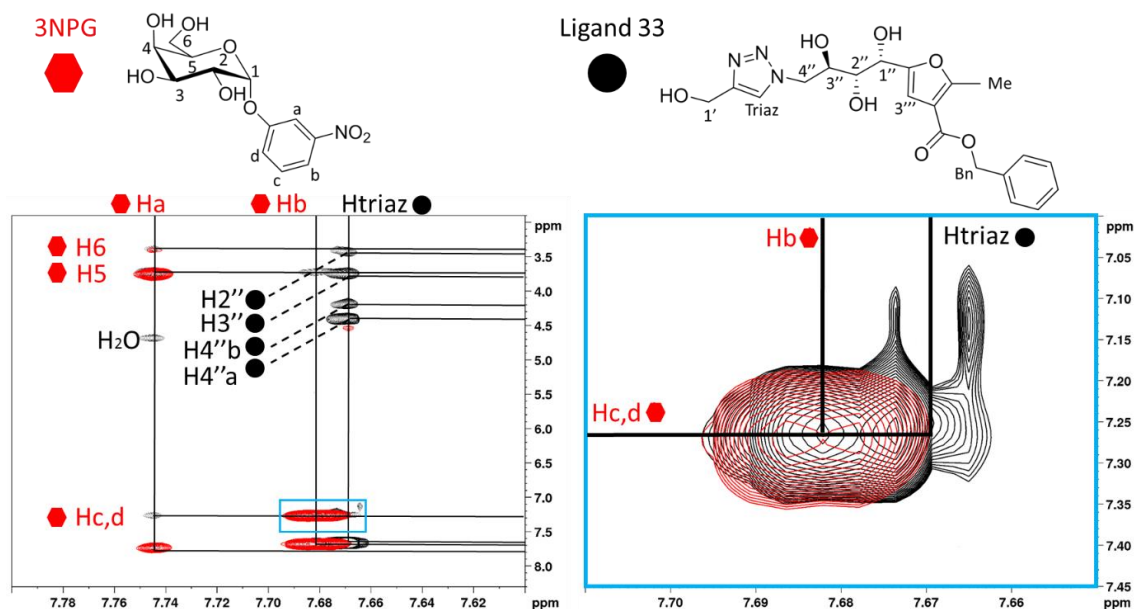 3NPG
OH
OH
6
4
O
5
2
1
HO
3
OH
O
a
NO2
d
b
c
Ligand 33
N
N
N
HO
OH
4''
3''
2''
1''
OH
O
Me
3'''
HO
1'
Triaz
O
O
Bn
Ha
Hb
Htriaz
ppm
H6
H5
H2O
H2''
H3''
H4''b
H4''a
Hc,d
3.5
4.0
4.5
5.0
5.5
6.0
6.5
7.0
7.5
8.0
7.78 7.76 7.74 7.72 7.70 7.68 7.66 7.64 7.62 ppm
Hb
Htriaz
ppm
Hc,d
7.05
7.10
7.15
7.20
7.25
7.30
7.35
7.40
7.45
7.70 7.69 7.68 7.67 7.66 ppm